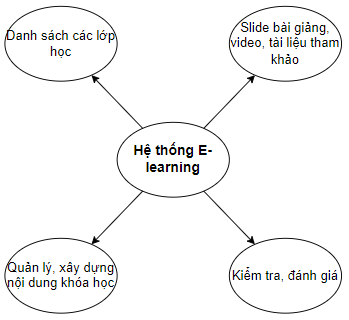 Danh sách các lớp
học
Slide bài giảng,
video, tài liệu tham
khảo
Hệ thống E-
learning
Quản lý, xây dựng
nội dung khóa học
Kiểm tra, đánh giá